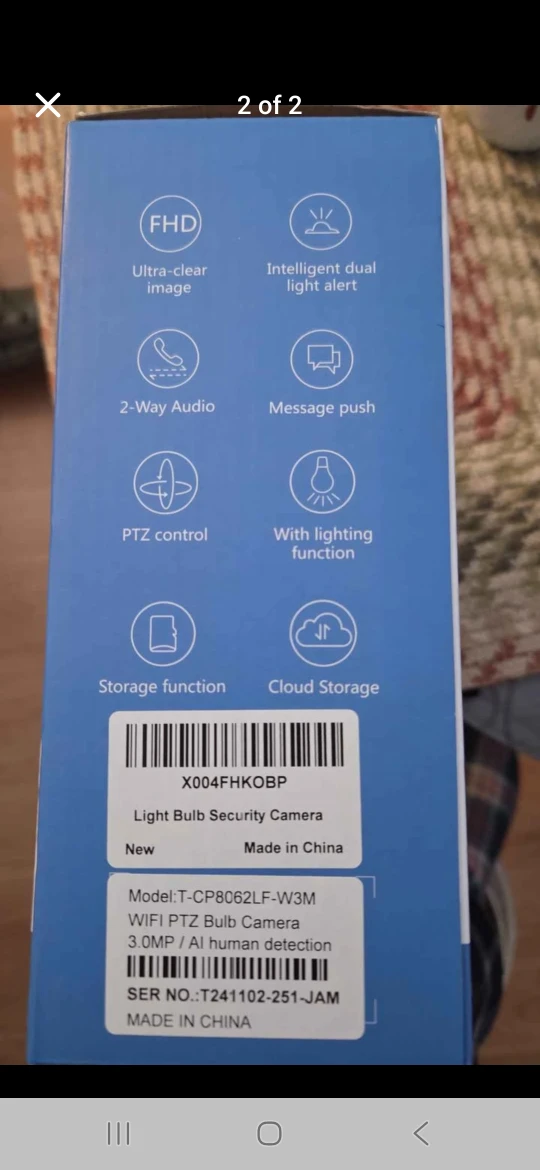 2 of 2
FHD
Ultra-clear
image
Intelligent dual
light alert
2-Way Audio
Message push
PTZ control
With lighting
function
Storage function
Cloud Storage
X004FHKOBP
Light Bulb Security Camera
New
Made in China
Model:T-CP8062LF-W3M
WIFI PTZ Bulb Camera
3.0MP / AI human detection
SER NO.:T241102-251-JAM
MADE IN CHINA